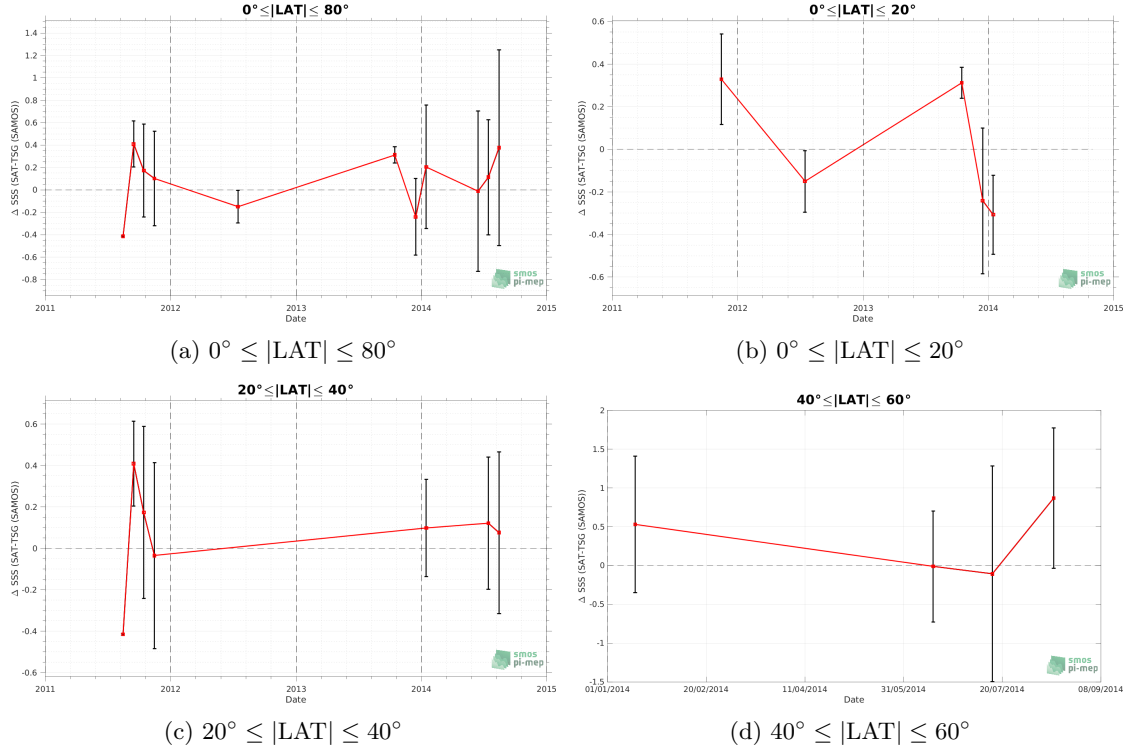 0°≤|LAT|≤ 80°
1.4
1.2
1
0.8
0.6
0.4
0.2
0
-0.2
-0.4
-0.6
-0.8
Δ SSS (SAT-TSG (SAMOS))
2011
2012
2013
2014
2015
Date
smos
pi-mep
(a) 0° ≤ |LAT| ≤ 80°
0°≤|LAT|≤ 20°
0.6
0.4
0.2
0
-0.2
-0.4
-0.6
Δ SSS (SAT-TSG (SAMOS))
2011
2012
2013
2014
2015
Date
smos
pi-mep
(b) 0° ≤ |LAT| ≤ 20°
20°≤|LAT|≤ 40°
0.6
0.4
0.2
0
-0.2
-0.4
-0.6
Δ SSS (SAT-TSG (SAMOS))
2011
2012
2013
2014
2015
Date
smos
pi-mep
(c) 20° ≤ |LAT| ≤ 40°
40°≤|LAT|≤ 60°
2
1.5
1
0.5
0
-0.5
-1
-1.5
Δ SSS (SAT-TSG (SAMOS))
01/01/2014
20/02/2014
11/04/2014
31/05/2014
20/07/2014
08/09/2014
Date
smos
pi-mep
(d) 40° ≤ |LAT| ≤ 60°